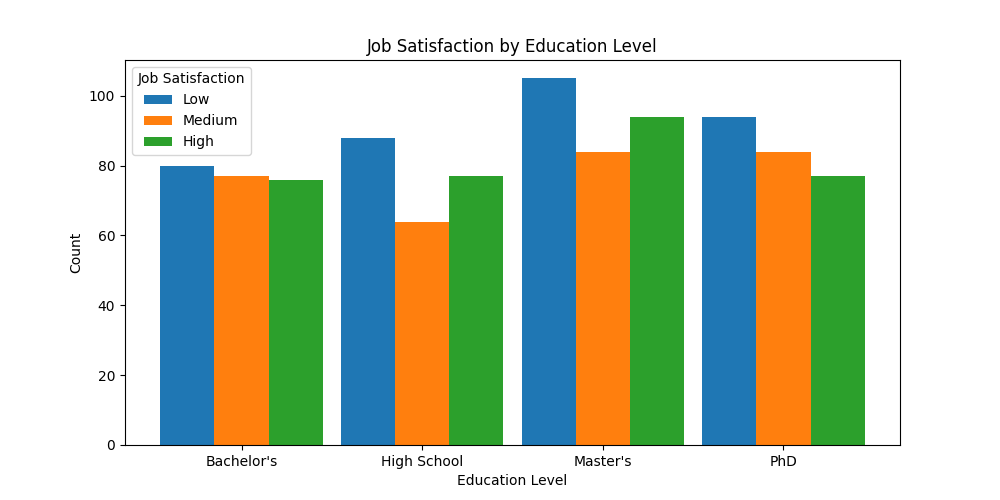 Job Satisfaction by Education Level
Job Satisfaction
Low
Medium
High
100
80
60
40
20
0
Count
Bachelor's
High School
Master's
PhD
Education Level